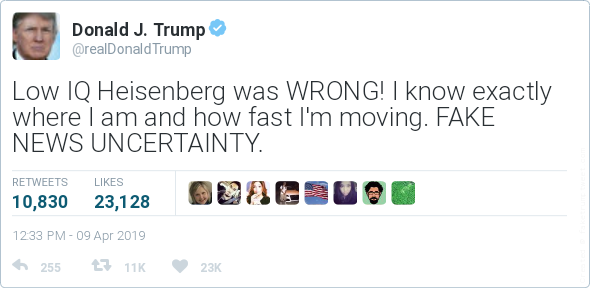 Donald J. Trump
@realDonaldTrump
Low IQ Heisenberg was WRONG! I know exactly
where I am and how fast I'm moving. FAKE
NEWS UNCERTAINTY.
RETWEETS LIKES
10,830 23,128
12:33 PM - 09 Apr 2019
255 11K 23K